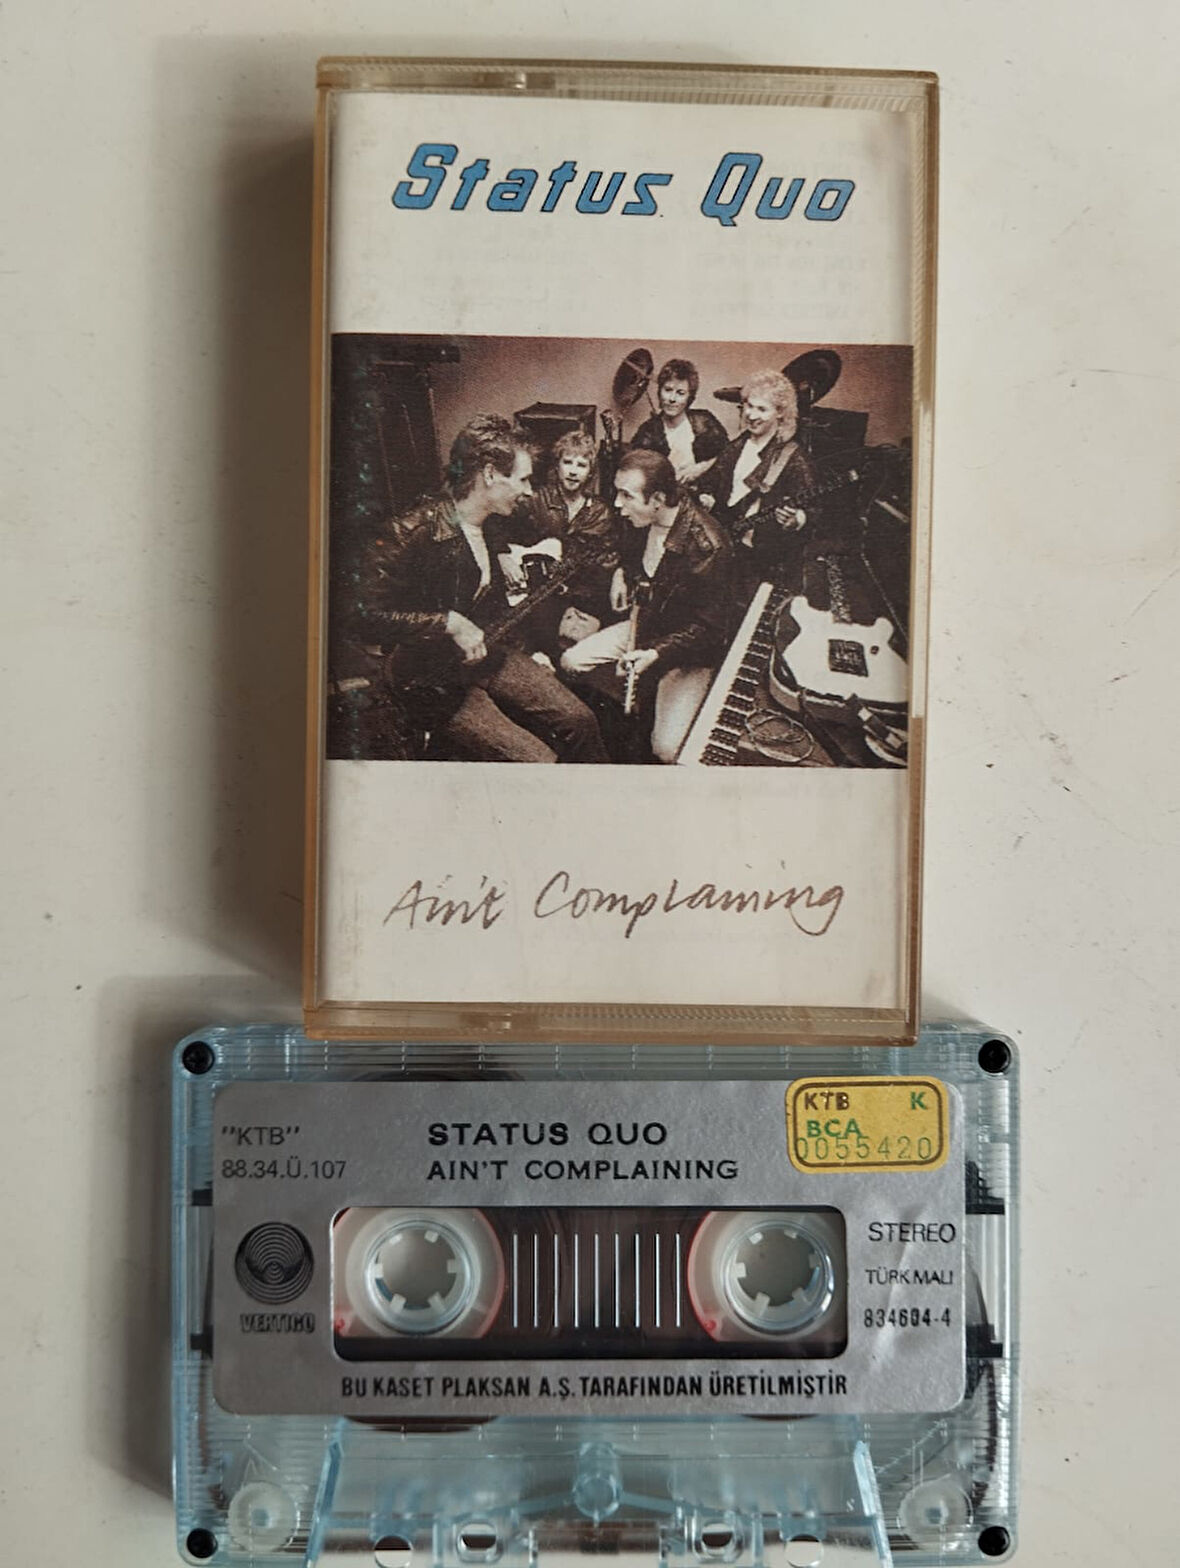 Status Quo
Ain't Complaining
"KTB"
88.34.Ü.107
STATUS QUO
AIN'T COMPLAINING
KTB K
BCA
0055420
VERTIGO
STEREO
TÜRK MALI
834604-4
BU KASET PLAKSAN A.Ş. TARAFINDAN ÜRETİLMİŞTİR